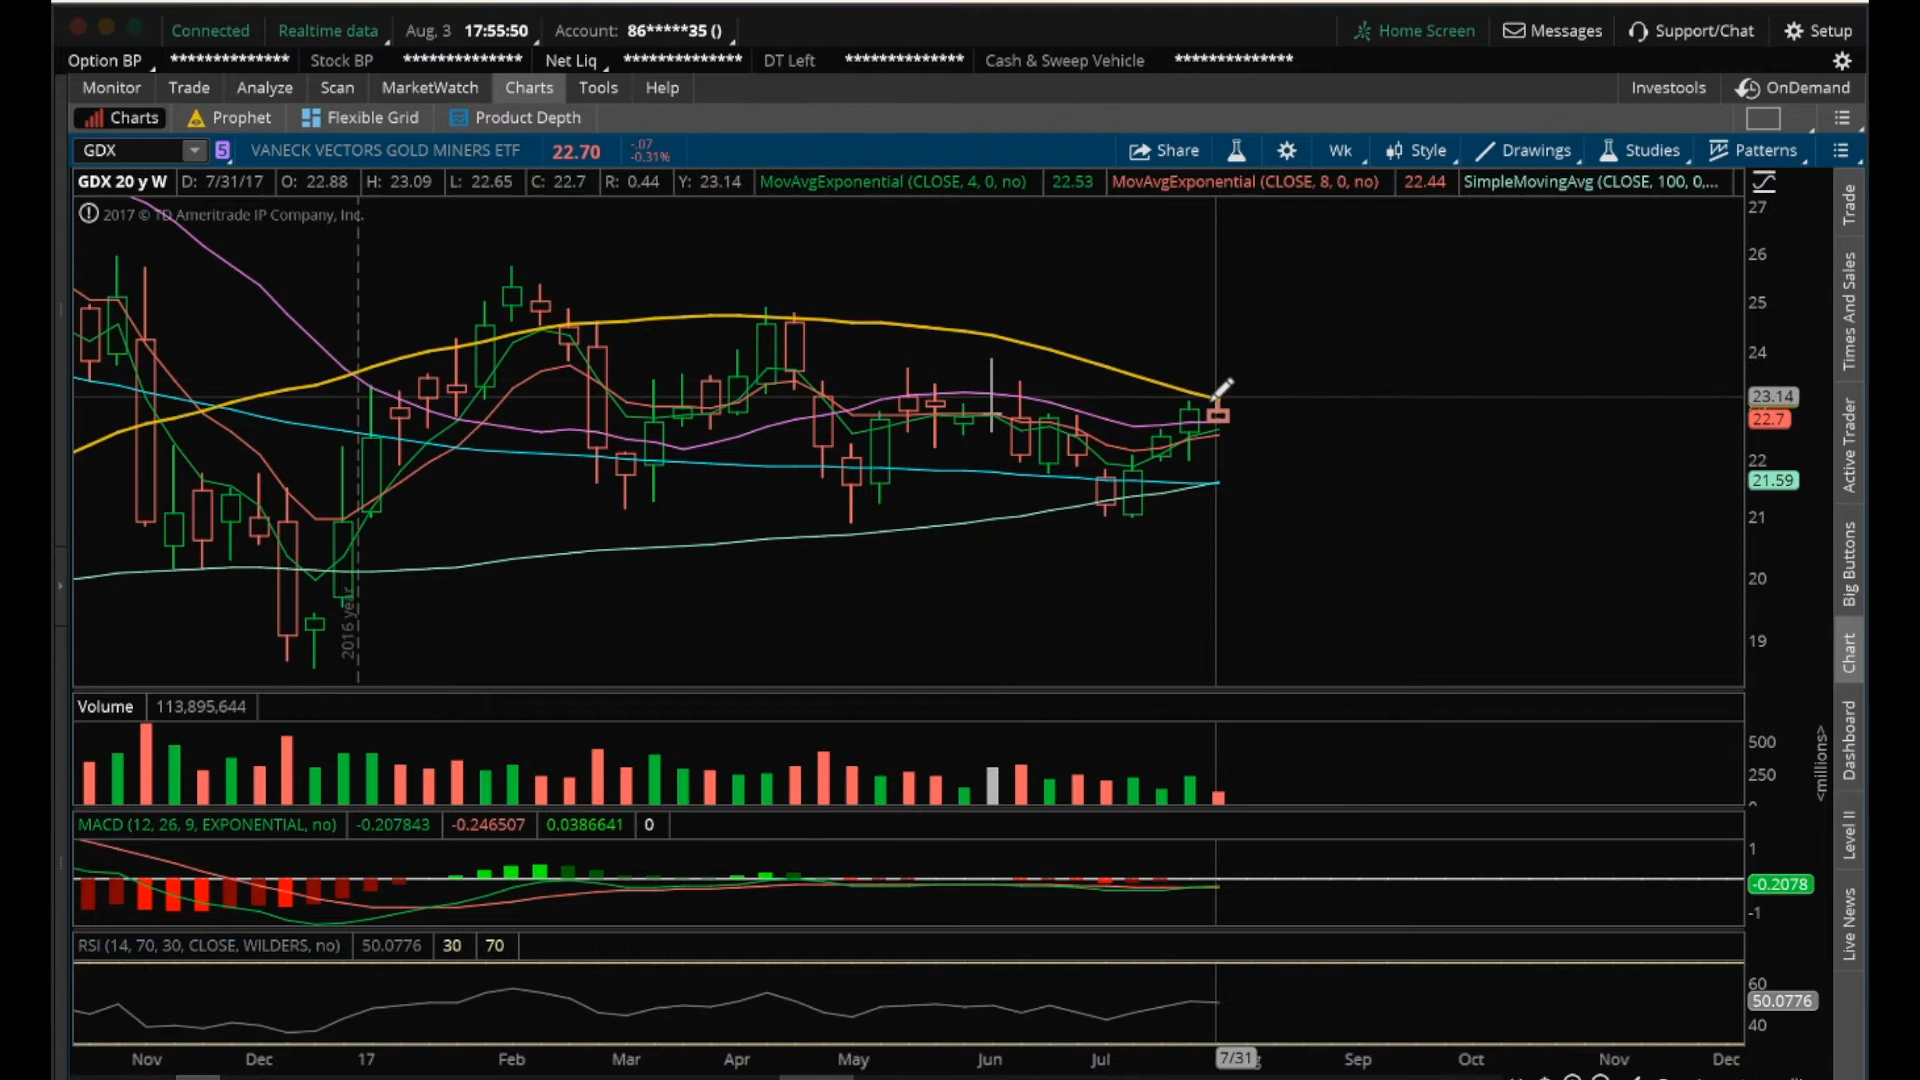 Connected Realtime data Aug, 3 17:55:50 Account: 86*****35 () Home Screen Messages Support/Chat Setup
Option BP ************** Stock BP ************** Net Liq ************** DT Left ************** Cash & Sweep Vehicle **************
Monitor Trade Analyze Scan MarketWatch Charts Tools Help Investools OnDemand
Charts Prophet Flexible Grid Product Depth
GDX 5 VANECK VECTORS GOLD MINERS ETF 22.70 -.07 -0.31% Share Wk Style Drawings Studies Patterns
GDX 20 y W D: 7/31/17 O: 22.88 H: 23.09 L: 22.65 C: 22.7 R: 0.44 Y: 23.14 MovAvgExponential (CLOSE, 4, 0, no) 22.53 MovAvgExponential (CLOSE, 8, 0, no) 22.44 SimpleMovingAvg (CLOSE, 100, 0,...
2017 © TD Ameritrade IP Company, Inc.
27
26
25
24
23.14
22.7
22
21.59
21
20
19
2016 year
Volume 113,895,644
500
250
<millions>
MACD (12, 26, 9, EXPONENTIAL, no) -0.207843 -0.246507 0.0386641 0
1
-0.2078
-1
RSI (14, 70, 30, CLOSE, WILDERS, no) 50.0776 30 70
60
50.0776
40
Nov Dec 17 Feb Mar Apr May Jun Jul 7/31 Sep Oct Nov Dec
Trade
Times And Sales
Active Trader
Big Buttons
Chart
Dashboard
Level II
Live News